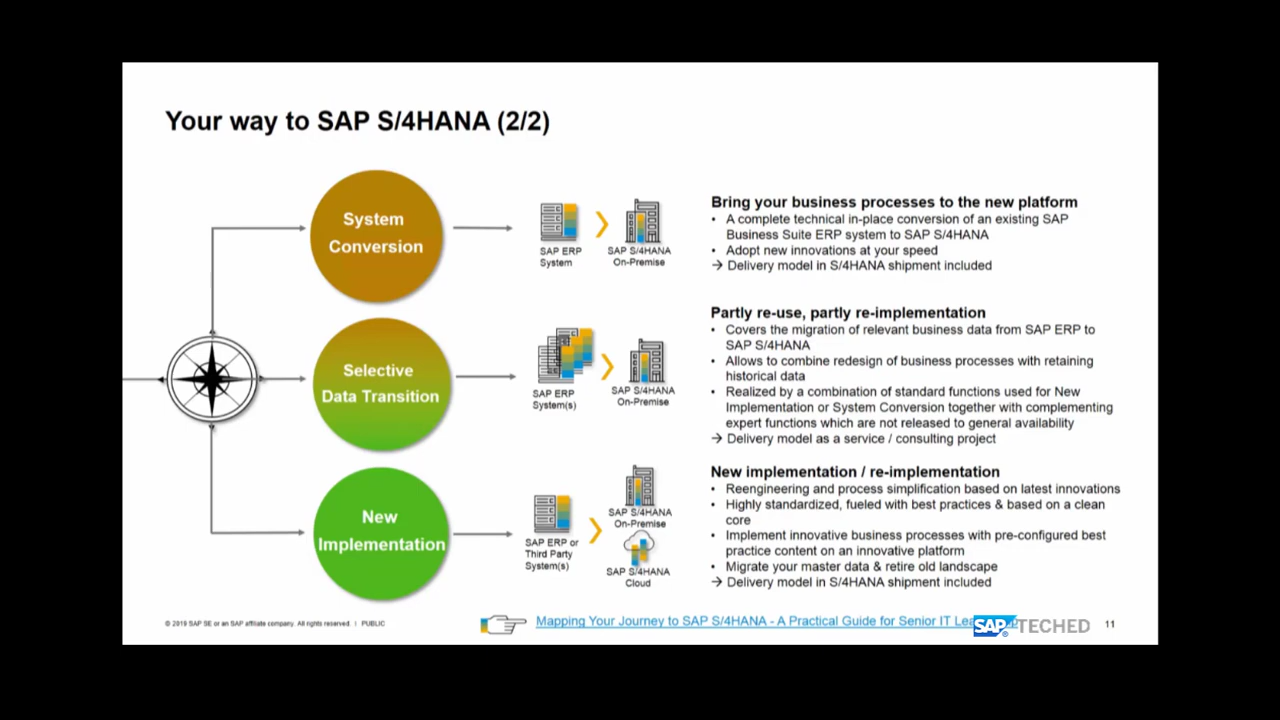 Your way to SAP S/4HANA (2/2)
System
Conversion
SAP ERP
System
SAP S/4HANA
On-Premise
Bring your business processes to the new platform
• A complete technical in-place conversion of an existing SAP
Business Suite ERP system to SAP S/4HANA
• Adopt new innovations at your speed
→ Delivery model in S/4HANA shipment included
Selective
Data Transition
SAP ERP
System(s)
SAP S/4HANA
On-Premise
Partly re-use, partly re-implementation
• Covers the migration of relevant business data from SAP ERP to
SAP S/4HANA
• Allows to combine redesign of business processes with retaining
historical data
• Realized by a combination of standard functions used for New
Implementation or System Conversion together with complementing
expert functions which are not released to general availability
→ Delivery model as a service / consulting project
New
Implementation
SAP ERP or
Third Party
System(s)
SAP S/4HANA
On-Premise
SAP S/4HANA
Cloud
New implementation / re-implementation
• Reengineering and process simplification based on latest innovations
• Highly standardized, fueled with best practices & based on a clean
core
• Implement innovative business processes with pre-configured best
practice content on an innovative platform
• Migrate your master data & retire old landscape
→ Delivery model in S/4HANA shipment included
© 2019 SAP SE or an SAP affiliate company. All rights reserved. | PUBLIC
Mapping Your Journey to SAP S/4HANA - A Practical Guide for Senior IT
SAP TECHED
11